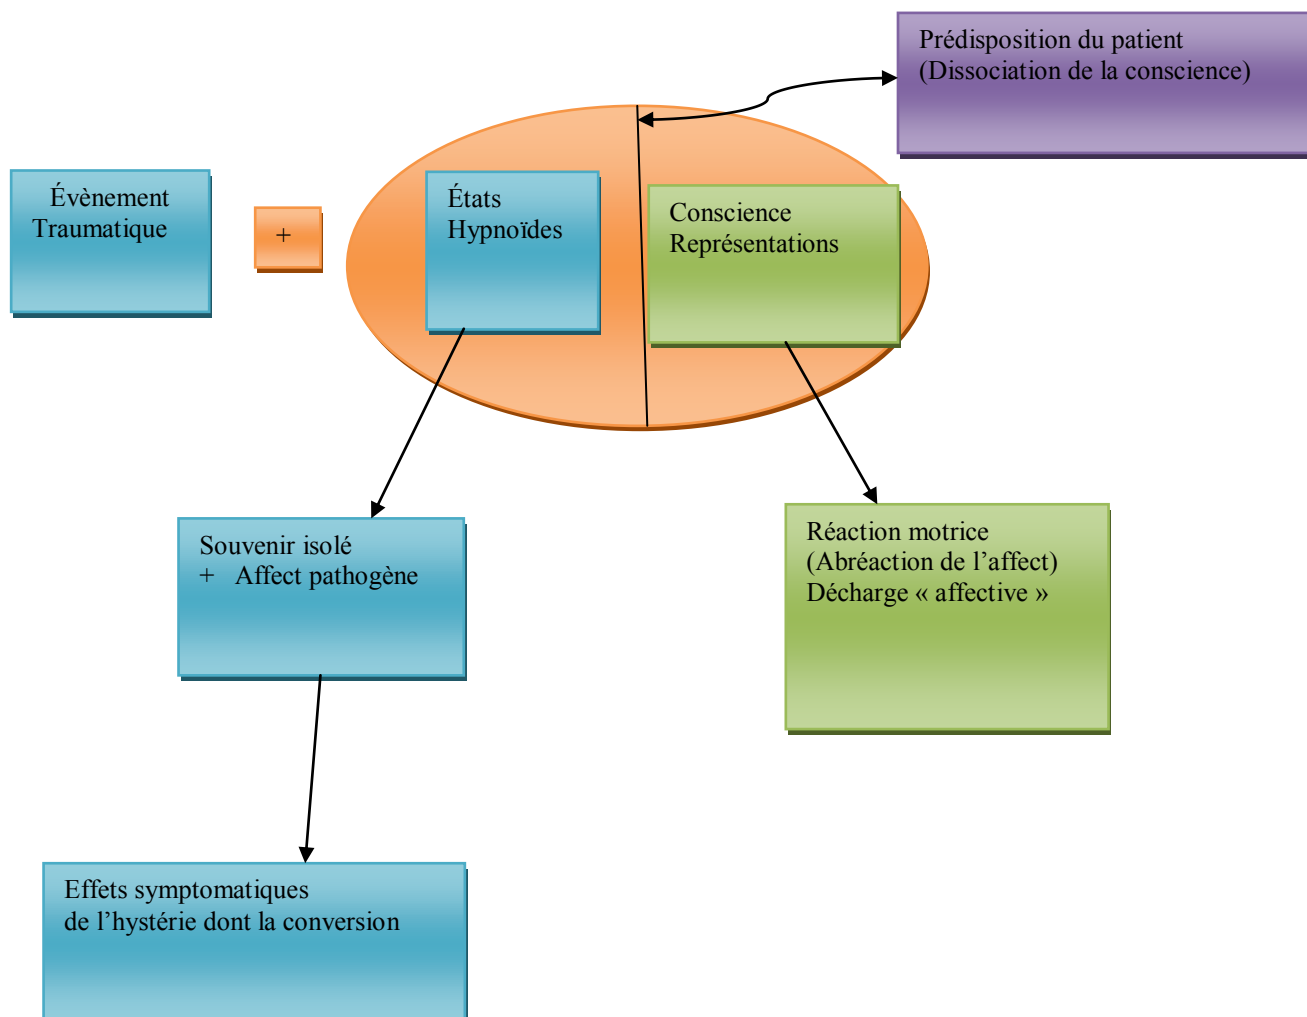 Prédisposition du patient
(Dissociation de la conscience)
Évènement
Traumatique
+
États
Hypnoïdes
Conscience
Représentations
Souvenir isolé
+ Affect pathogène
Réaction motrice
(Abréaction de l’affect)
Décharge « affective »
Effets symptomatiques
de l’hystérie dont la conversion